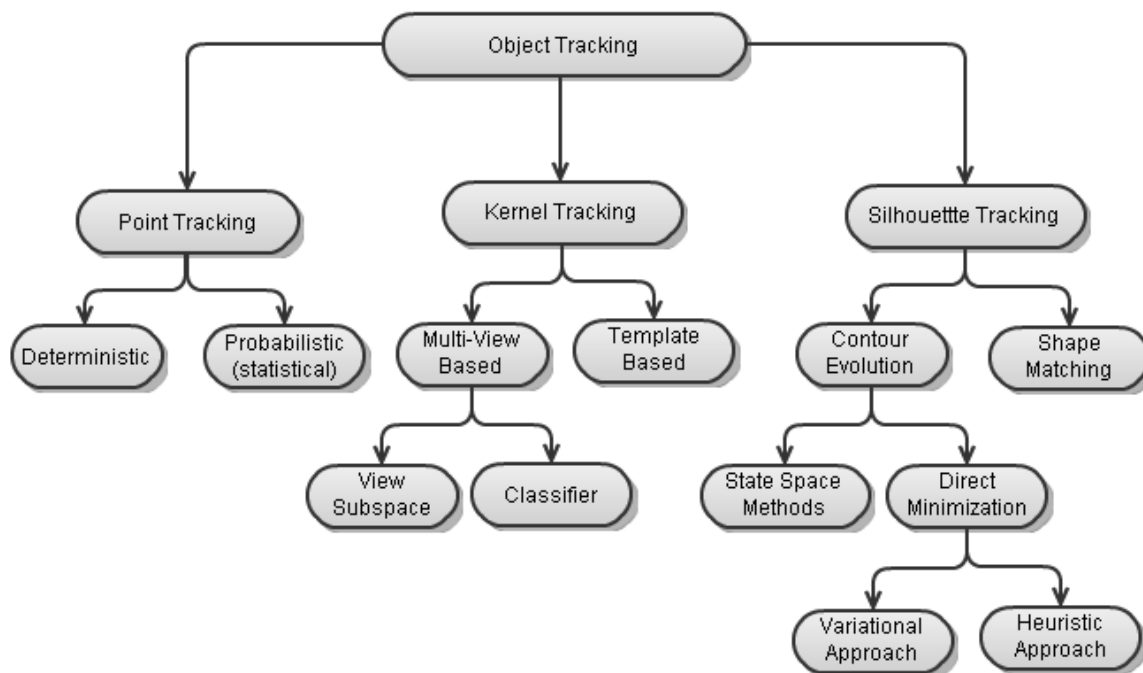 Object Tracking
Point Tracking
Kernel Tracking
Silhouettte Tracking
Deterministic
Probabilistic
(statistical)
Multi-View
Based
Template
Based
Contour
Evolution
Shape
Matching
View
Subspace
Classifier
State Space
Methods
Direct
Minimization
Variational
Approach
Heuristic
Approach